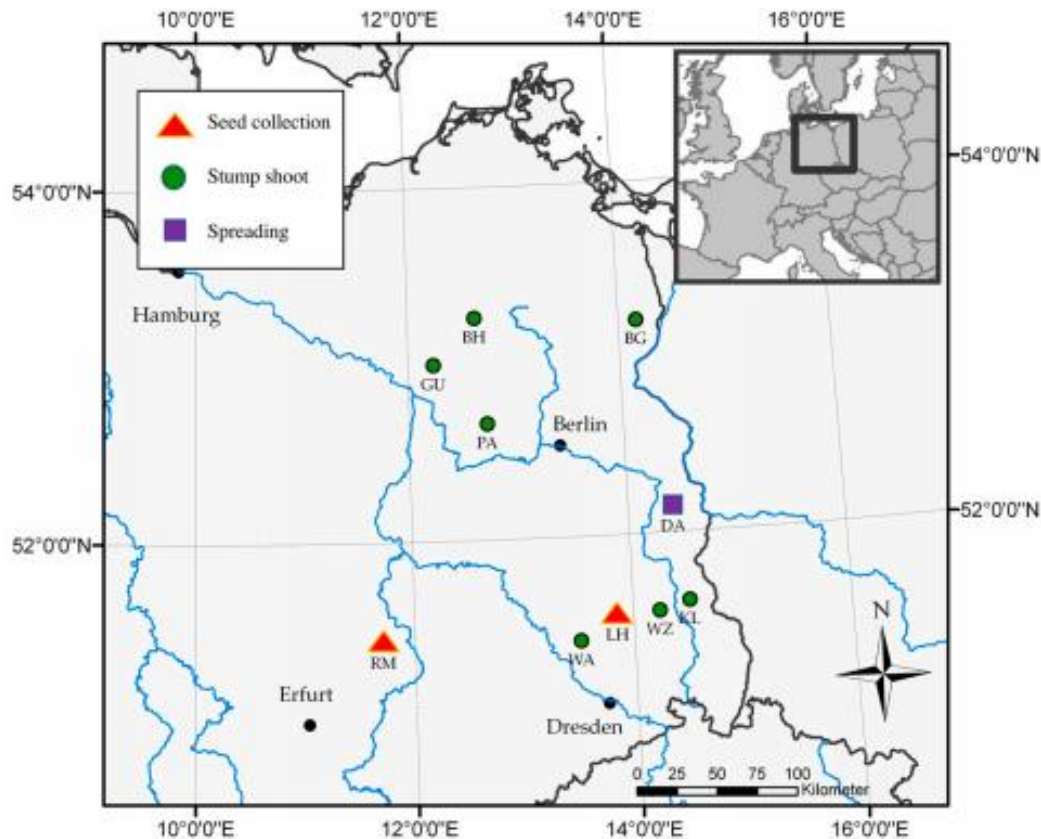 10°0'0"E 12°0'0"E 14°0'0"E 16°0'0"E
Seed collection
Stump shoot
Spreading
54°0'0"N
54°0'0"N
Hamburg
BH
BG
GU
PA
Berlin
DA
52°0'0"N
52°0'0"N
KL
WZ
LH
WA
RM
N
Erfurt
Dresden
0 25 50 75 100
Kilometer
10°0'0"E 12°0'0"E 14°0'0"E 16°0'0"E